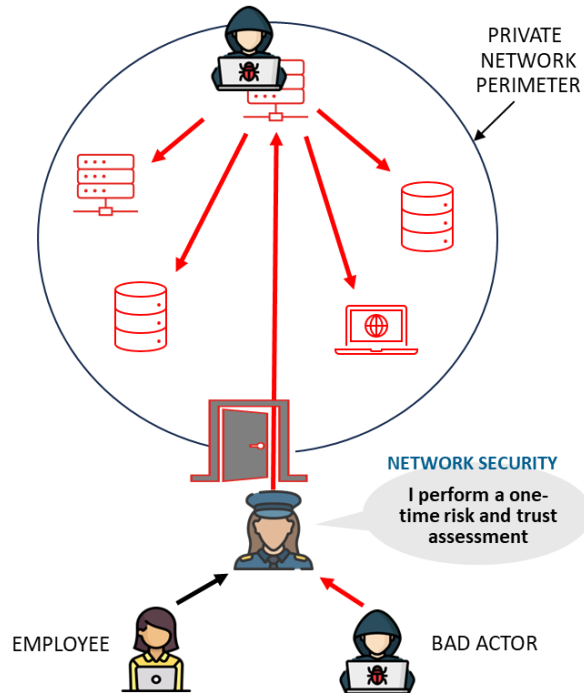 PRIVATE
NETWORK
PERIMETER
NETWORK SECURITY
I perform a one-
time risk and trust
assessment
EMPLOYEE
BAD ACTOR